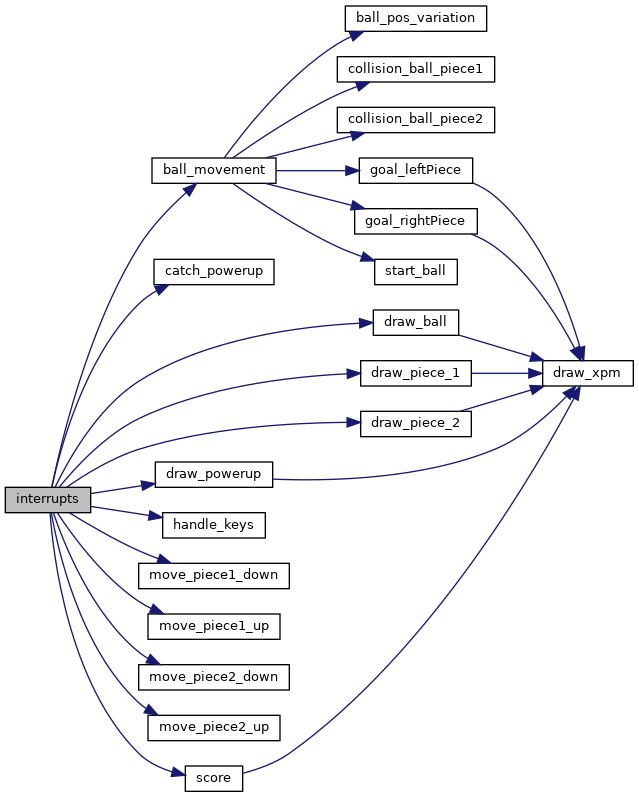 ball_pos_variation
collision_ball_piece1
collision_ball_piece2
ball_movement
goal_leftPiece
goal_rightPiece
catch_powerup
start_ball
draw_ball
draw_piece_1
draw_xpm
draw_piece_2
draw_powerup
interrupts
handle_keys
move_piece1_down
move_piece1_up
move_piece2_down
move_piece2_up
score